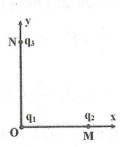 y
N q₃
q₁ q₂ x
O M